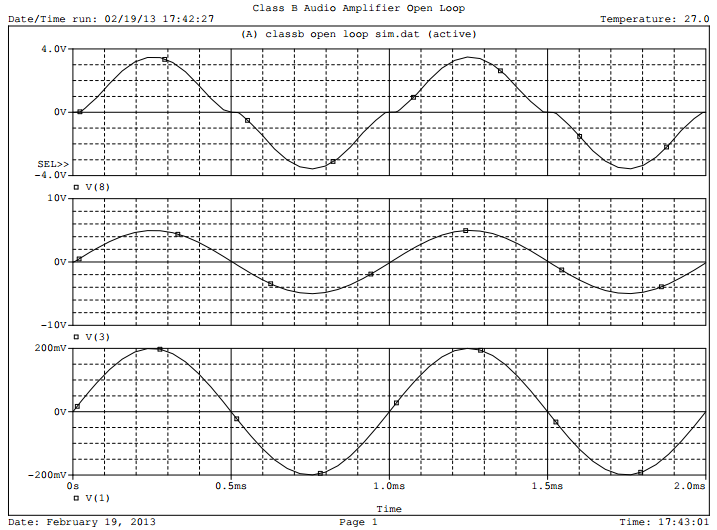 Class B Audio Amplifier Open Loop
Date/Time run: 02/19/13 17:42:27 Temperature: 27.0
(A) classb open loop sim.dat (active)
4.0V
0V
SEL>>
-4.0V
V(8)
10V
0V
-10V
V(3)
200mV
0V
-200mV
0s 0.5ms 1.0ms 1.5ms 2.0ms
V(1)
Time
Date: February 19, 2013 Page 1 Time: 17:43:01